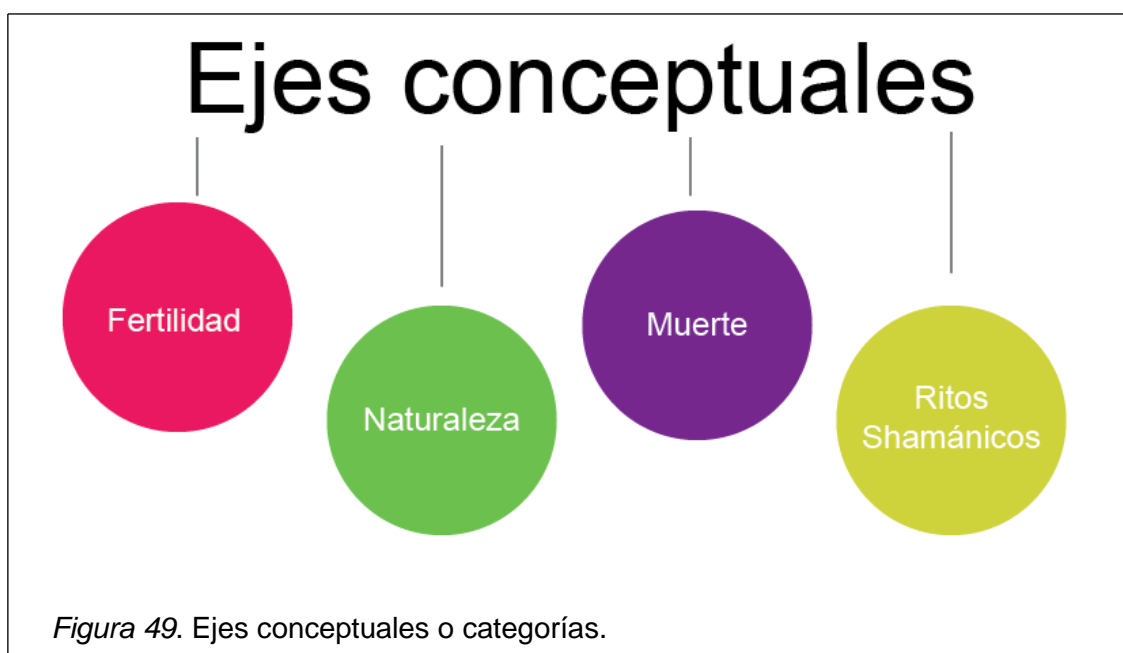 Ejes conceptuales
Fertilidad
Naturaleza
Muerte
Ritos
Shamánicos
Figura 49. Ejes conceptuales o categorías.